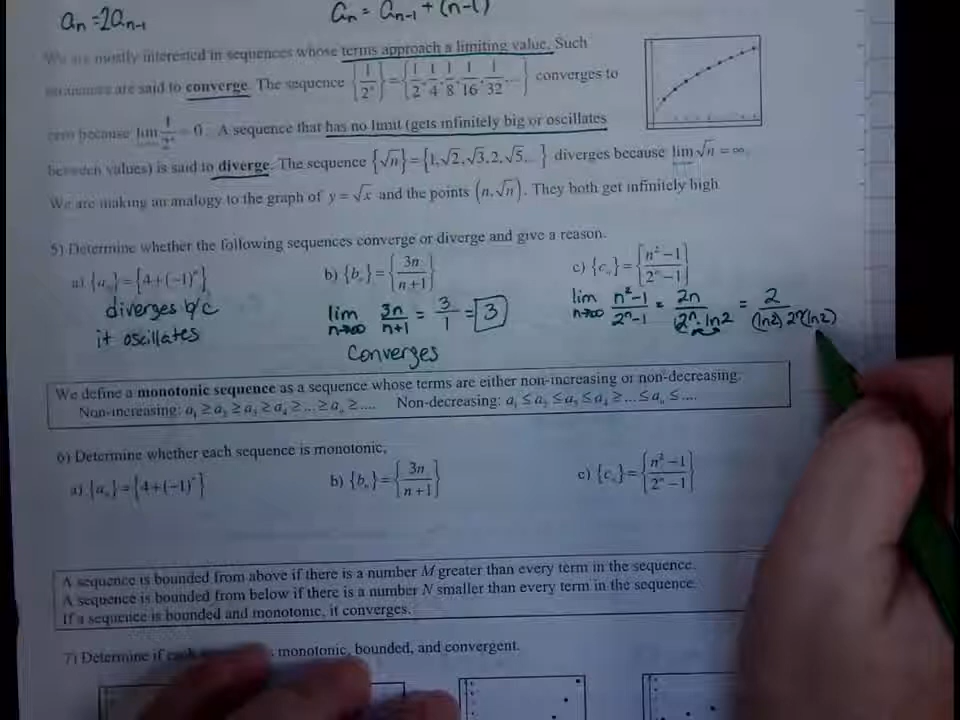 aₙ = 2aₙ₋₁
aₙ = aₙ₋₁ + (n-1)
We are mostly interested in sequences whose terms approach a limiting value. Such
sequences are said to converge. The sequence {1/2ⁿ} = {1/2, 1/4, 1/8, 1/16, 1/32, ...} converges to
zero because lim 1/2ⁿ = 0. A sequence that has no limit (gets infinitely big or oscillates
between values) is said to diverge. The sequence {√n} = {1, √2, √3, 2, √5, ...} diverges because lim √n = ∞.
We are making an analogy to the graph of y = √x and the points (n, √n). They both get infinitely high
5) Determine whether the following sequences converge or diverge and give a reason.
a) {aₙ} = {4+(-1)ⁿ}
b) {bₙ} = {3n/(n+1)}
c) {cₙ} = {(n²-1)/(2ⁿ-1)}
diverges b/c
it oscillates
lim n→∞ 3n/(n+1) = 3/1 = 3
Converges
lim n→∞ (n²-1)/(2ⁿ-1) = 2n/(2ⁿ·ln2) = 2/((ln2) 2ⁿ(ln2))
We define a monotonic sequence as a sequence whose terms are either non-increasing or non-decreasing.
Non-increasing: a₁ ≥ a₂ ≥ a₃ ≥ a₄ ≥ ... ≥ aₙ ≥ .... Non-decreasing: a₁ ≤ a₂ ≤ a₃ ≤ a₄ ≥ ... ≤ aₙ ≤ ....
6) Determine whether each sequence is monotonic.
a) {aₙ} = {4+(-1)ⁿ}
b) {bₙ} = {3n/(n+1)}
c) {cₙ} = {(n²-1)/(2ⁿ-1)}
A sequence is bounded from above if there is a number M greater than every term in the sequence.
A sequence is bounded from below if there is a number N smaller than every term in the sequence.
If a sequence is bounded and monotonic, it converges.
7) Determine if each monotonic, bounded, and convergent.